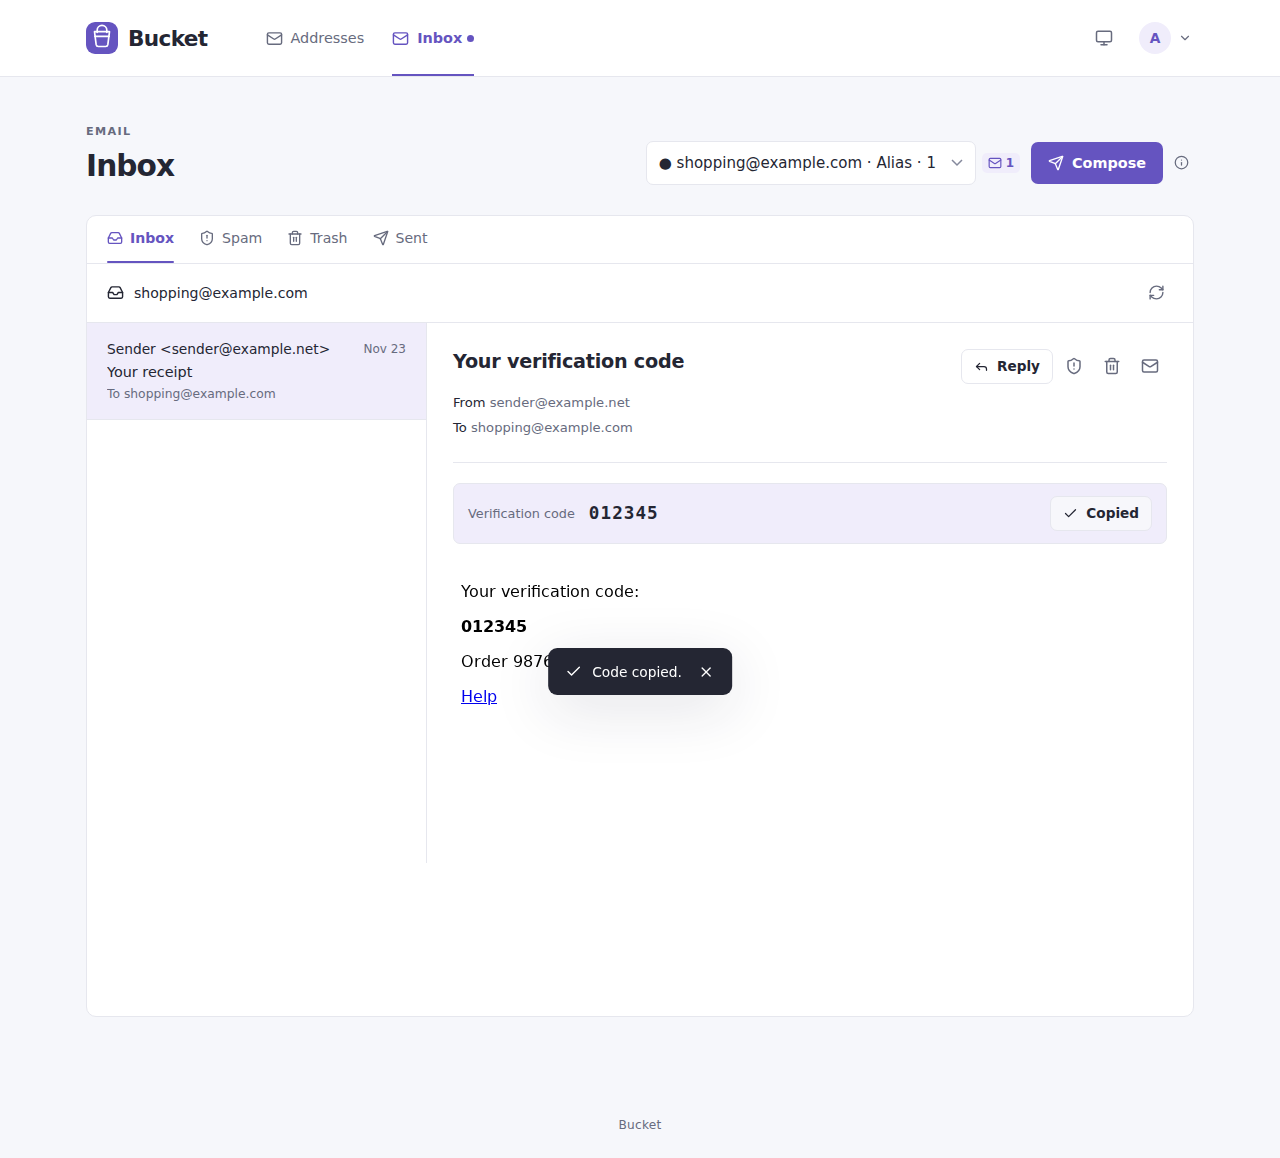 Bucket
Addresses
Inbox
A
EMAIL
Inbox
● shopping@example.com · Alias · 1
1
Compose
Inbox
Spam
Trash
Sent
shopping@example.com
Sender <sender@example.net>
Nov 23
Your receipt
To shopping@example.com
Your verification code
Reply
From sender@example.net
To shopping@example.com
Verification code 012345
Copied
Your verification code:
012345
Order 9876
Code copied.
Help
Bucket